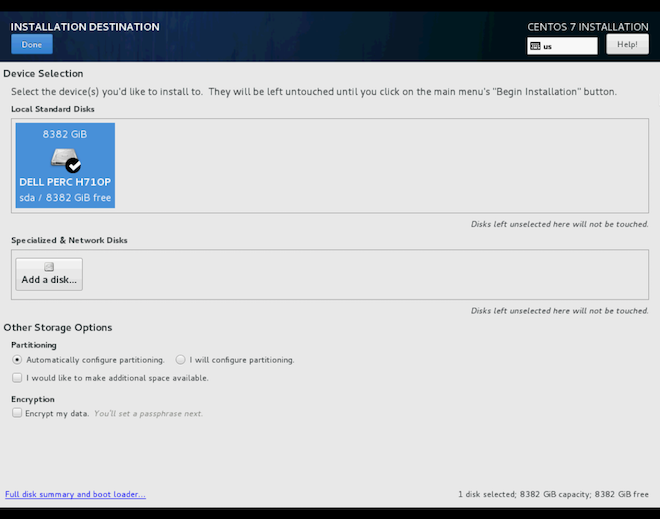 INSTALLATION DESTINATION
CENTOS 7 INSTALLATION
Done
us
Help!
Device Selection
Select the device(s) you'd like to install to. They will be left untouched until you click on the main menu's "Begin Installation" button.
Local Standard Disks
8382 GiB
DELL PERC H710P
sda / 8382 GiB free
Disks left unselected here will not be touched.
Specialized & Network Disks
Add a disk...
Disks left unselected here will not be touched.
Other Storage Options
Partitioning
Automatically configure partitioning. I will configure partitioning.
I would like to make additional space available.
Encryption
Encrypt my data. You'll set a passphrase next.
Full disk summary and boot loader... 1 disk selected; 8382 GiB capacity; 8382 GiB free